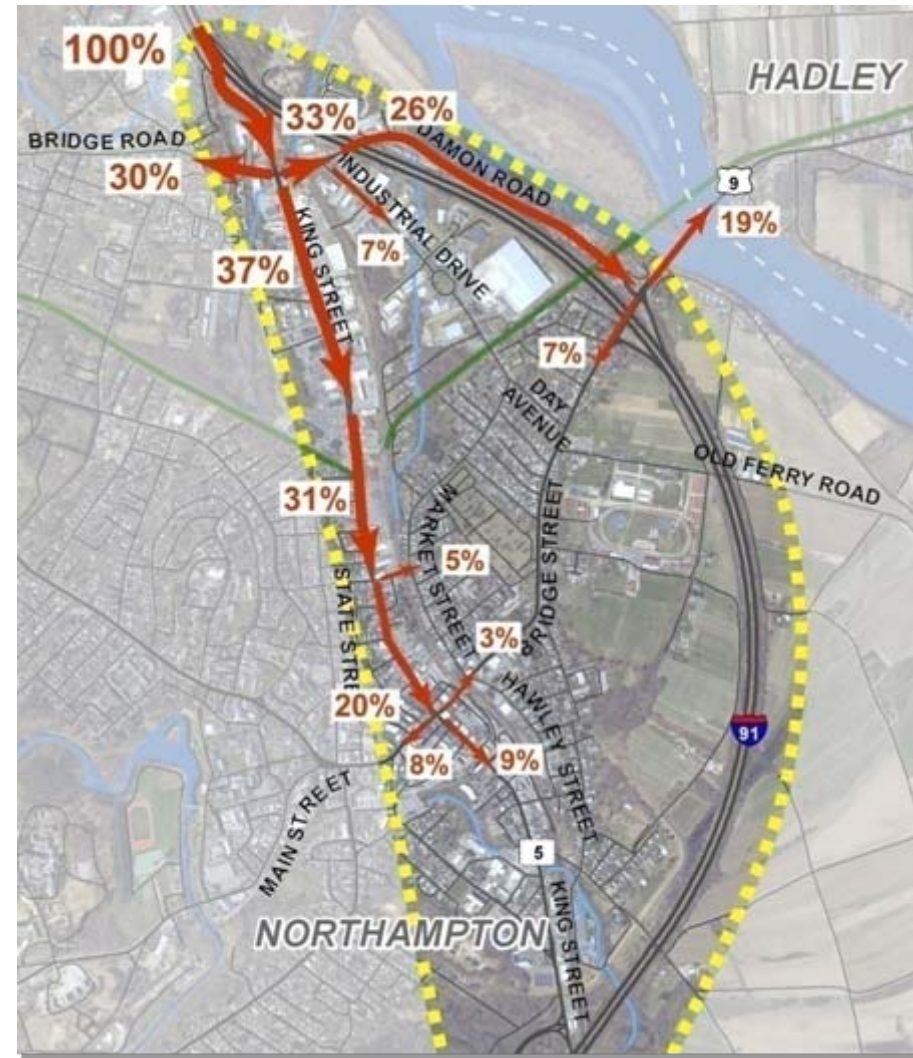 100%
HADLEY
33%
26%
BRIDGE ROAD
DAMON ROAD
30%
9
19%
INDUSTRIAL DRIVE
7%
37%
KING STREET
7%
DAY
AVENUE
OLD FERRY ROAD
31%
MARKET STREET
BRIDGE STREET
5%
STATE STRE
3%
20%
HAWLEY STREET
8%
9%
91
MAIN STREET
5
KING STREET
NORTHAMPTON